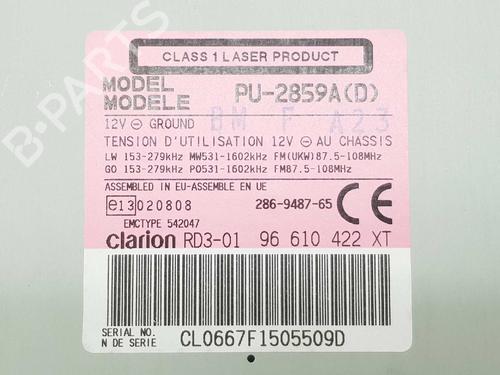 CLASS 1 LASER PRODUCT
MODEL
MODELE
PU-2859A(D)
12V ⊖ GROUND
BM F A23
TENSION D'UTILISATION 12V ⊖ AU CHASSIS
LW 153-279kHz MW531-1602kHz FM(UKW)87.5-108MHz
GO 153-279kHz PO531-1602kHz FM87.5-108MHz
ASSEMBLED IN EU-ASSEMBLE EN UE
e13 020808
286-9487-65
CE
EMCTYPE 542047
clarion RD3-01 96 610 422 XT
SERIAL NO.
N DE SERIE
CL0667F1505509D
B-PARTS